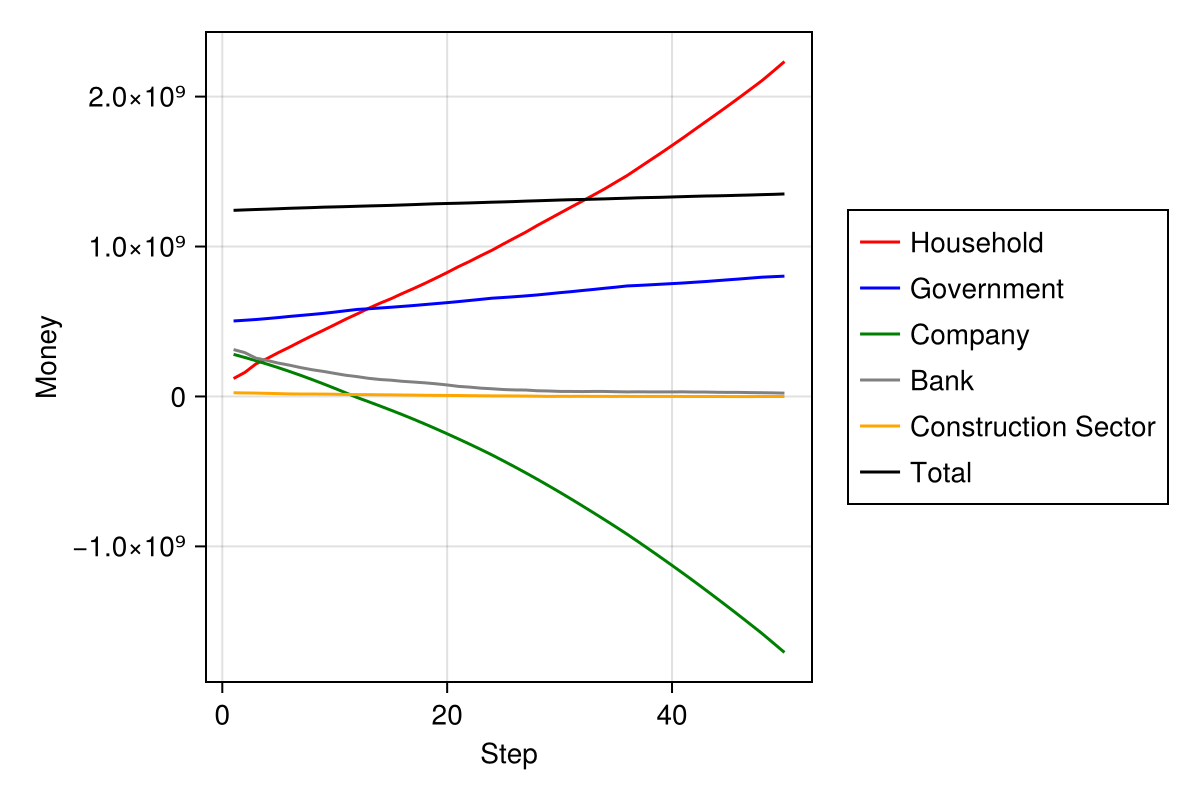 2.0×10⁹
1.0×10⁹
0
−1.0×10⁹
Money
0
20
40
Step
Household
Government
Company
Bank
Construction Sector
Total